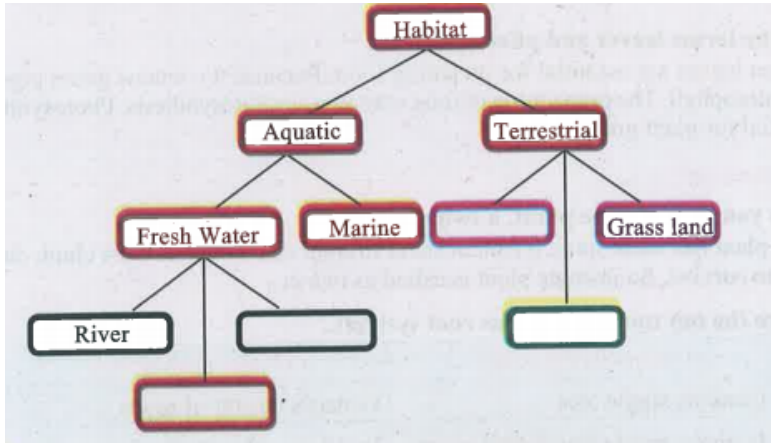 Habitat
Aquatic
Terrestrial
Fresh Water
Marine
Grass land
River